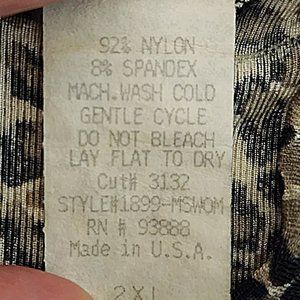 92% NYLON
8% SPANDEX
MACH.WASH COLD
GENTLE CYCLE
DO NOT BLEACH
LAY FLAT TO DRY
Cut# 3132
STYLE#1899-MSWOM
RN # 93888
Made in U.S.A.
2XL